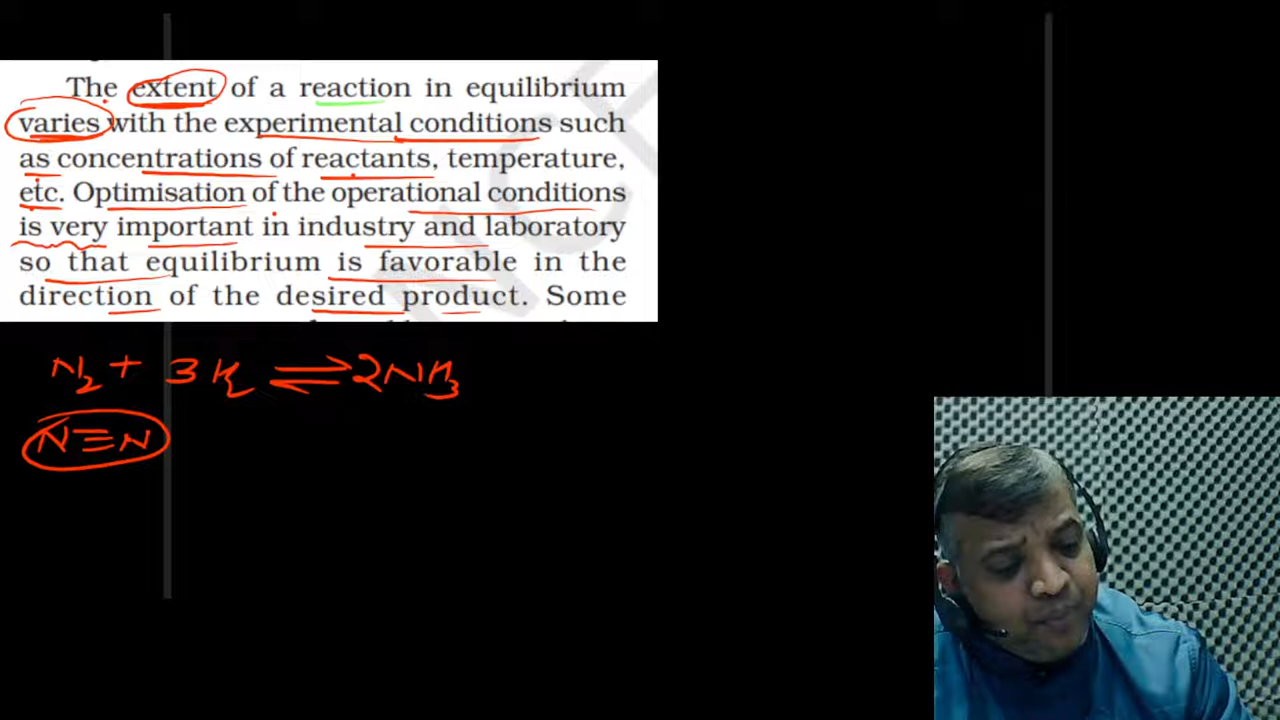 The extent of a reaction in equilibrium
varies with the experimental conditions such
as concentrations of reactants, temperature,
etc. Optimisation of the operational conditions
is very important in industry and laboratory
so that equilibrium is favorable in the
direction of the desired product. Some
N₂ + 3H₂ ⇌ 2NH₃
N≡N